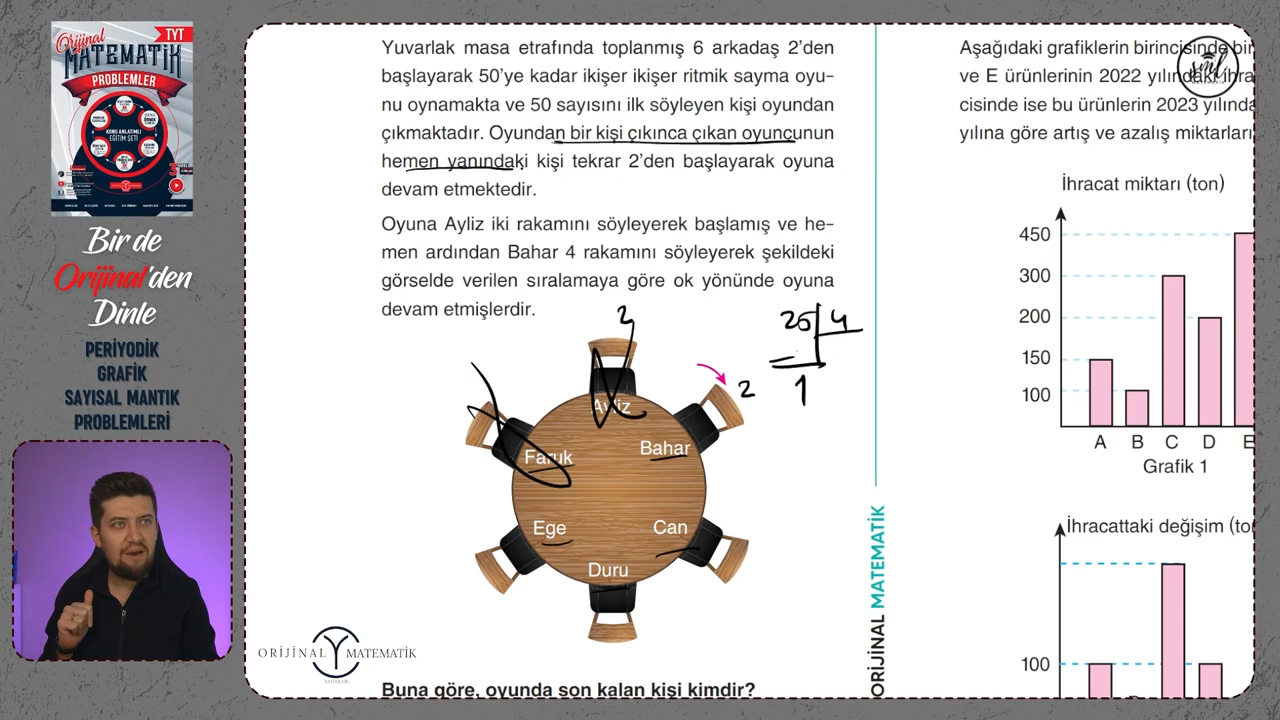 TYT
Orijinal
MATEMATİK
PROBLEMLER
KONU ANLATIMLI
EĞİTİM SETİ
Bir de
Orijinal'den
Dinle
PERİYODİK
GRAFİK
SAYISAL MANTIK
PROBLEMLERİ
Yuvarlak masa etrafında toplanmış 6 arkadaş 2'den
başlayarak 50'ye kadar ikişer ikişer ritmik sayma oyu-
nu oynamakta ve 50 sayısını ilk söyleyen kişi oyundan
çıkmaktadır. Oyundan bir kişi çıkınca çıkan oyuncunun
hemen yanındaki kişi tekrar 2'den başlayarak oyuna
devam etmektedir.
Oyuna Ayliz iki rakamını söyleyerek başlamış ve he-
men ardından Bahar 4 rakamını söyleyerek şekildeki
görselde verilen sıralamaya göre ok yönünde oyuna
devam etmişlerdir.
2
25 4
1
2
Ayliz
Faruk
Bahar
Ege
Can
Duru
ORİJİNAL MATEMATİK
YAYINLARI
Buna göre, oyunda son kalan kişi kimdir?
ORİJİNAL MATEMATİK
Aşağıdaki grafiklerin birincisinde bir
ve E ürünlerinin 2022 yılındaki ihra
cisinde ise bu ürünlerin 2023 yılında
yılına göre artış ve azalış miktarları
İhracat miktarı (ton)
450
300
200
150
100
A B C D E
Grafik 1
İhracattaki değişim (to
100